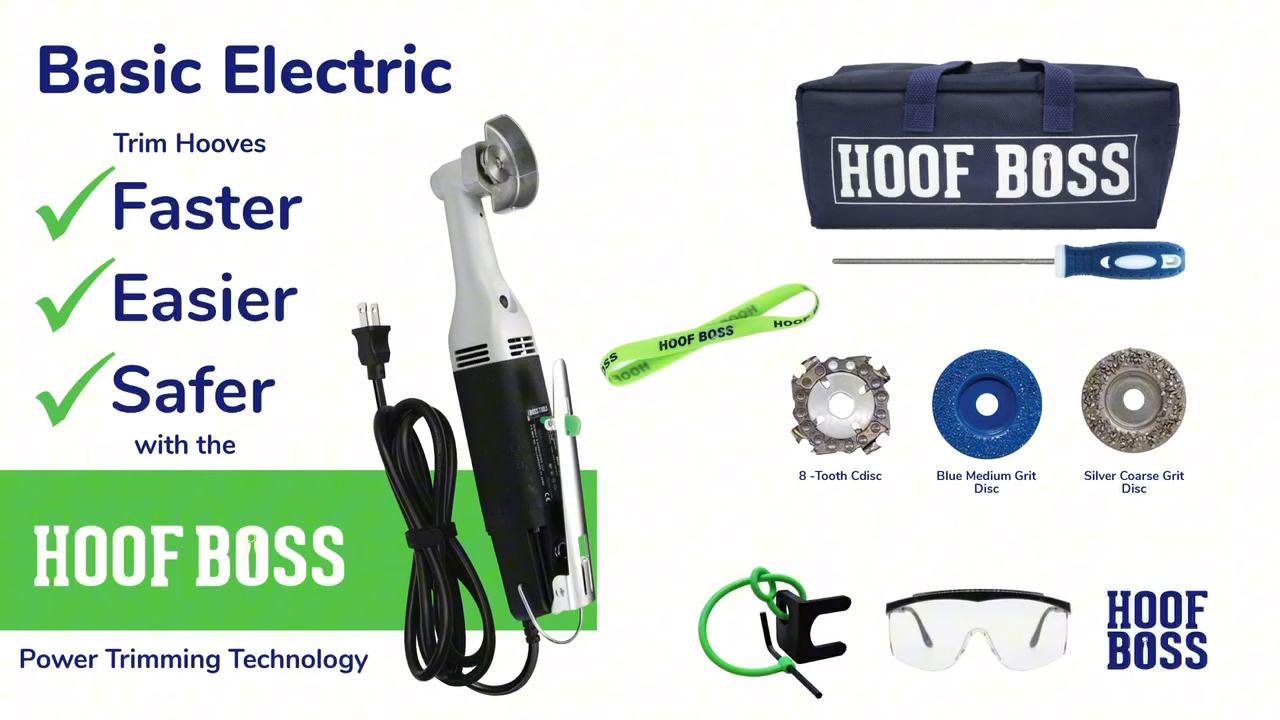 Basic Electric
Trim Hooves
Faster
Easier
Safer
with the
HOOF BOSS
Power Trimming Technology
HOOF BOSS
HOOF BOSS
HOOF
8 -Tooth Cdisc
Blue Medium Grit
Disc
Silver Coarse Grit
Disc
HOOF
BOSS